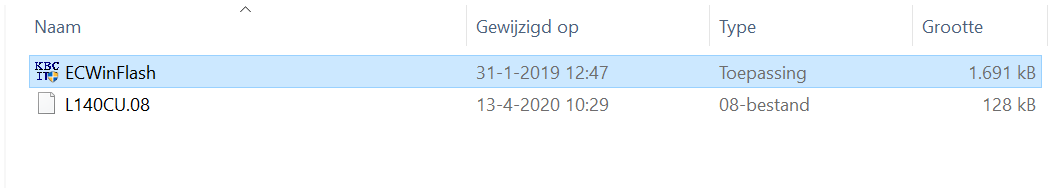 Naam Gewijzigd op Type Grootte
KBC
IT
ECWinFlash 31-1-2019 12:47 Toepassing 1.691 kB
L140CU.08 13-4-2020 10:29 08-bestand 128 kB